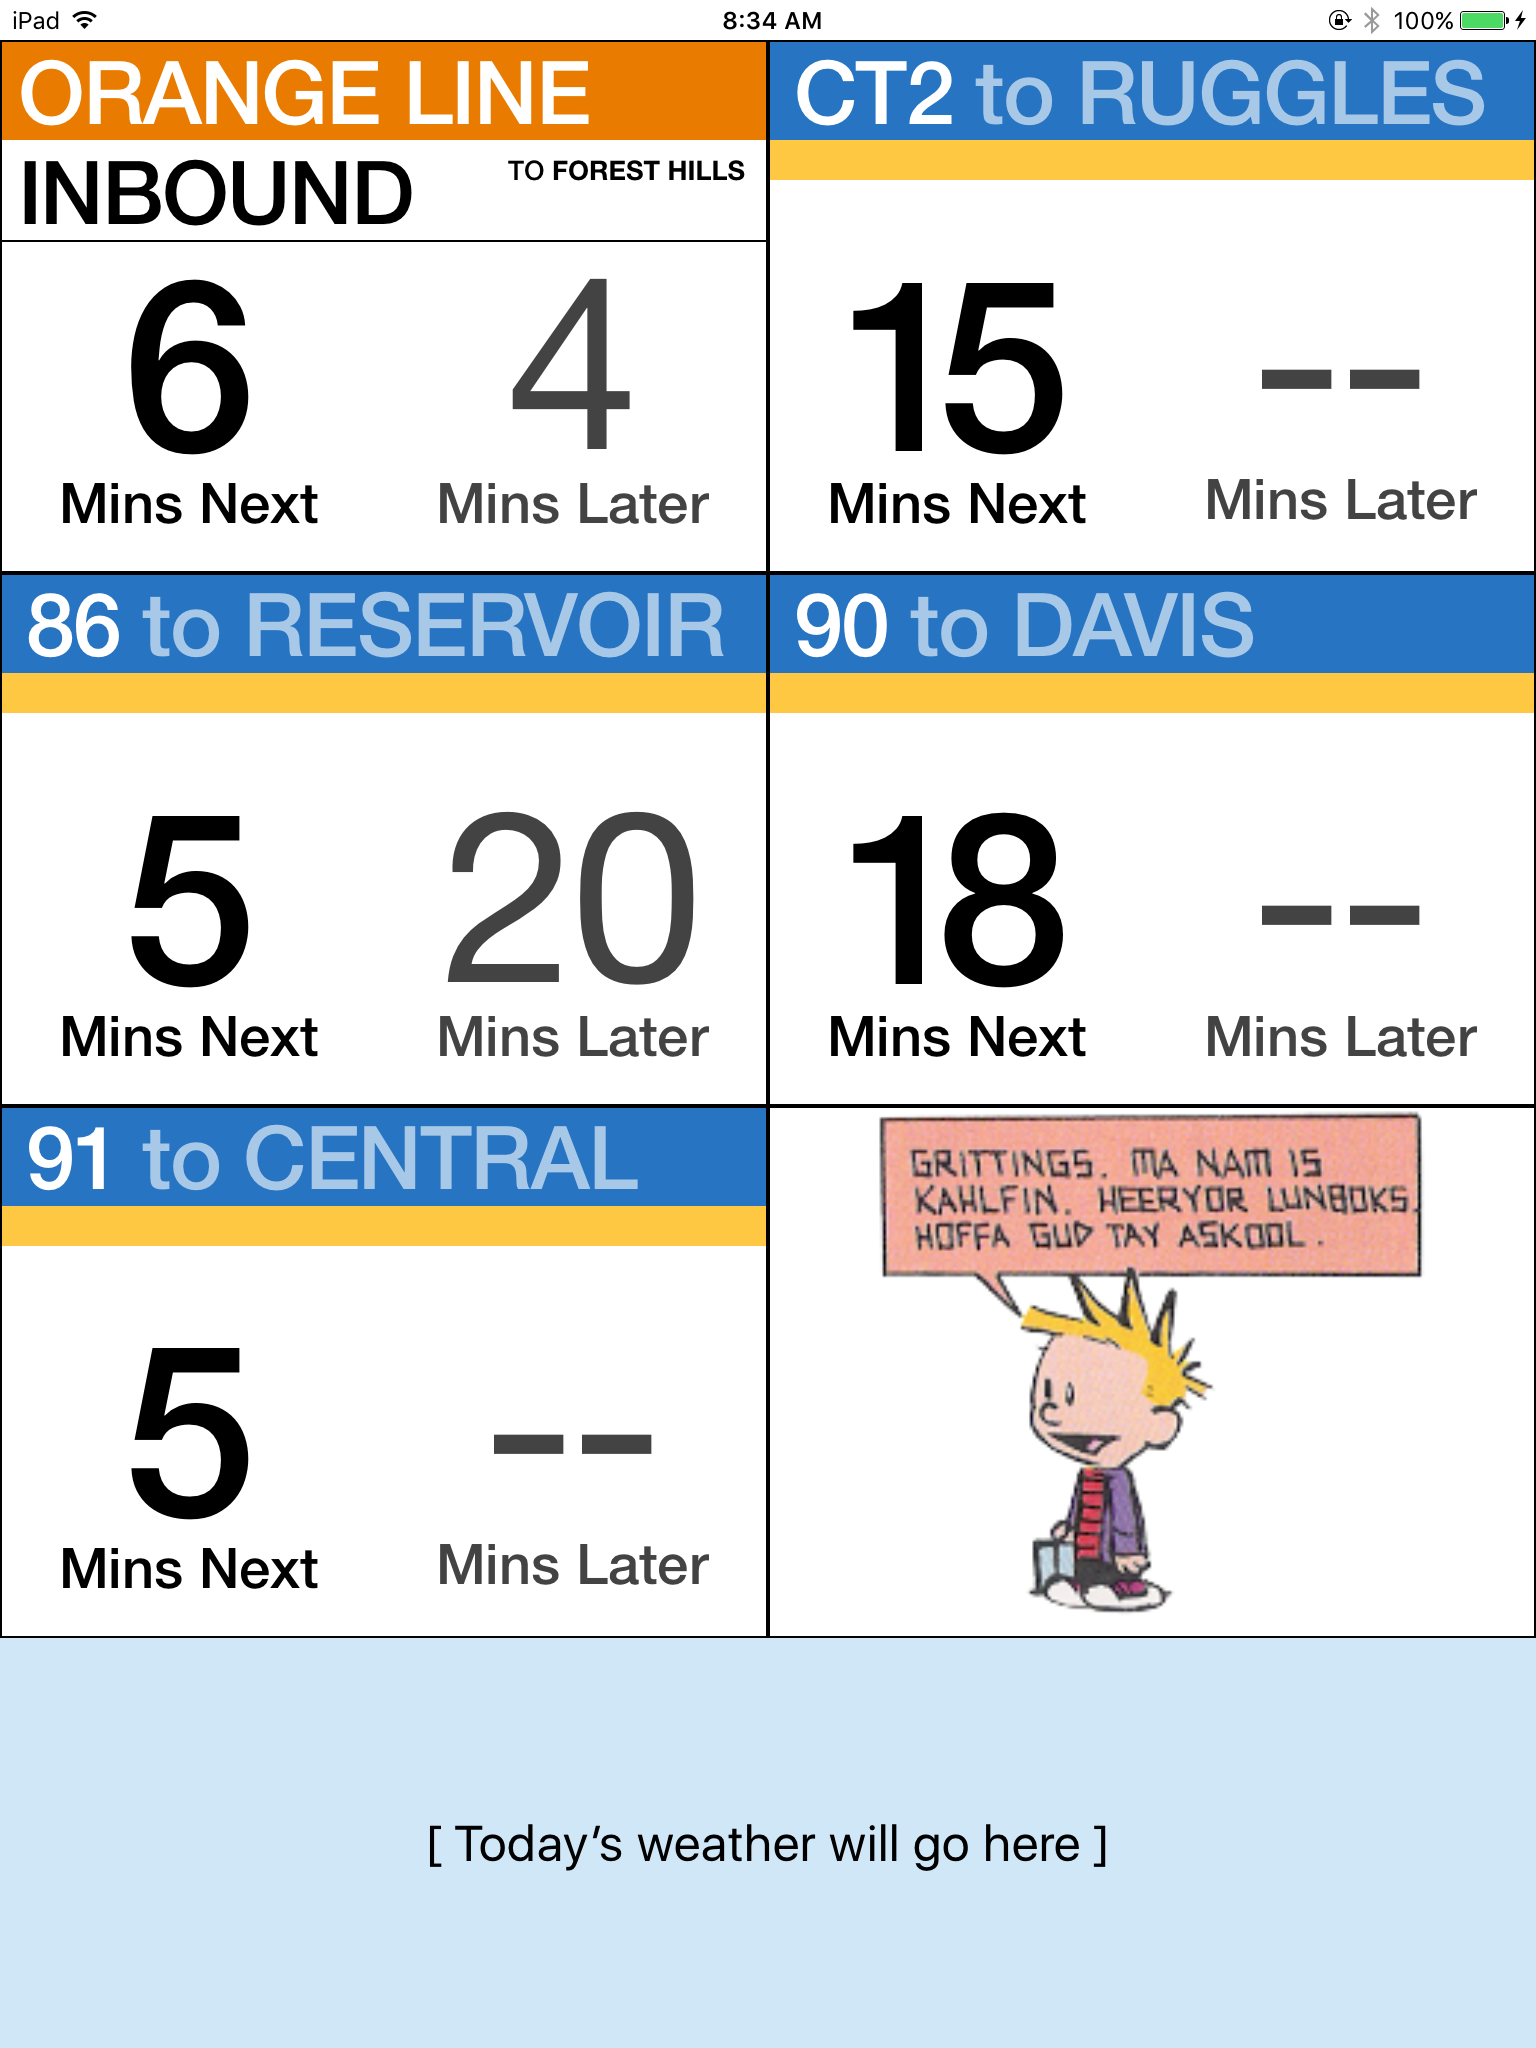 iPad
8:34 AM
100%
ORANGE LINE
INBOUND
TO FOREST HILLS
6
4
Mins Next
Mins Later
CT2 to RUGGLES
15
--
Mins Next
Mins Later
86 to RESERVOIR
5
20
Mins Next
Mins Later
90 to DAVIS
18
--
Mins Next
Mins Later
91 to CENTRAL
5
--
Mins Next
Mins Later
GRITTINGS. MA NAM IS
KAHLFIN. HEERYOR LUNBOKS.
HOFFA GUD TAY ASKOOL.
[ Today’s weather will go here ]